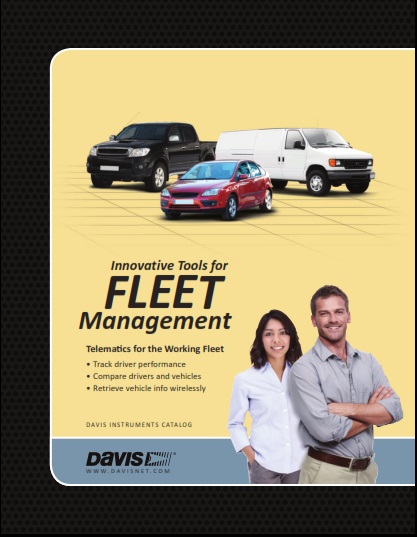 Innovative Tools for
FLEET
Management
Telematics for the Working Fleet
• Track driver performance
• Compare drivers and vehicles
• Retrieve vehicle info wirelessly
DAVIS INSTRUMENTS CATALOG
DAVIS
WWW.DAVISNET.COM